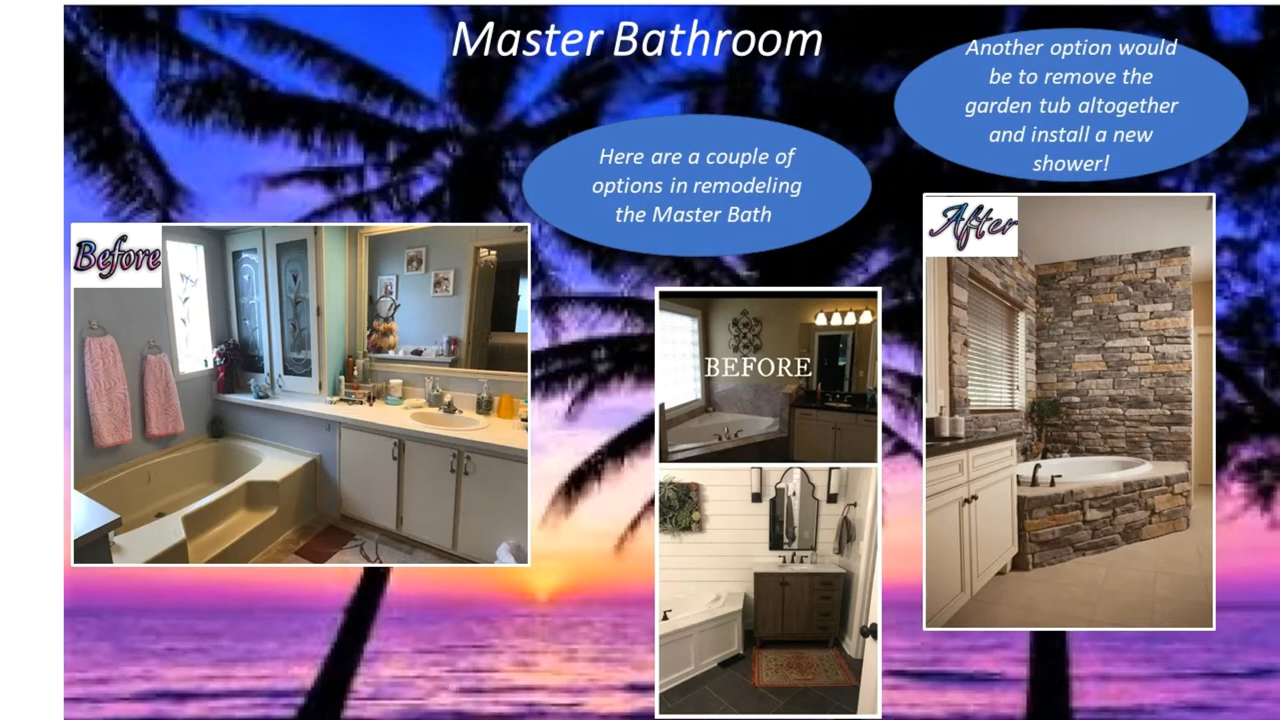 Master Bathroom
Another option would
be to remove the
garden tub altogether
and install a new
shower!
Here are a couple of
options in remodeling
the Master Bath
Before
After
BEFORE